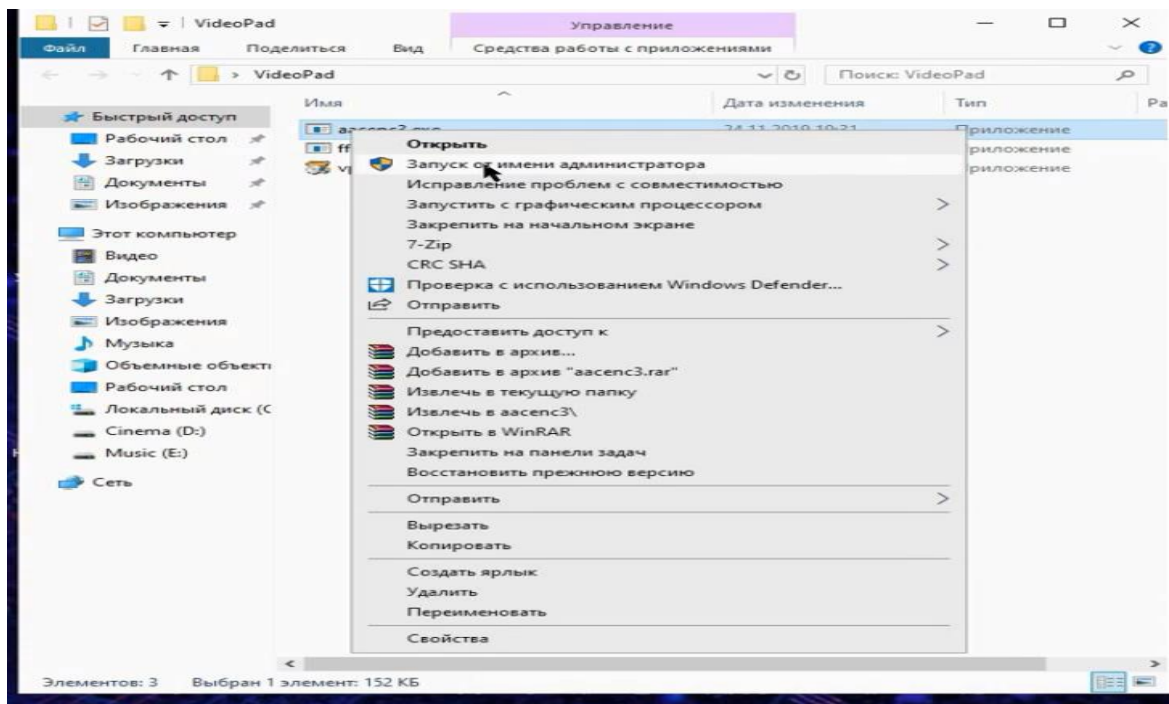 VideoPad
Управление
Файл Главная Поделиться Вид Средства работы с приложениями
VideoPad Поиск: VideoPad
Имя Дата изменения Тип
Приложение
Приложение
Быстрый доступ
Рабочий стол
Загрузки
Документы
Изображения
Этот компьютер
Видео
Документы
Загрузки
Изображения
Музыка
Объемные объекты
Рабочий стол
Локальный диск (C
Cinema (D:)
Music (E:)
Сеть
Открыть
Запуск от имени администратора
Исправление проблем с совместимостью
Запустить с графическим процессором
Закрепить на начальном экране
7-Zip
CRC SHA
Проверка с использованием Windows Defender...
Отправить
Предоставить доступ к
Добавить в архив...
Добавить в архив "aacenc3.rar"
Извлечь в текущую папку
Извлечь в aacenc3\
Открыть в WinRAR
Закрепить на панели задач
Восстановить прежнюю версию
Отправить
Вырезать
Копировать
Создать ярлык
Удалить
Переименовать
Свойства
Элементов: 3 Выбран 1 элемент: 152 КБ